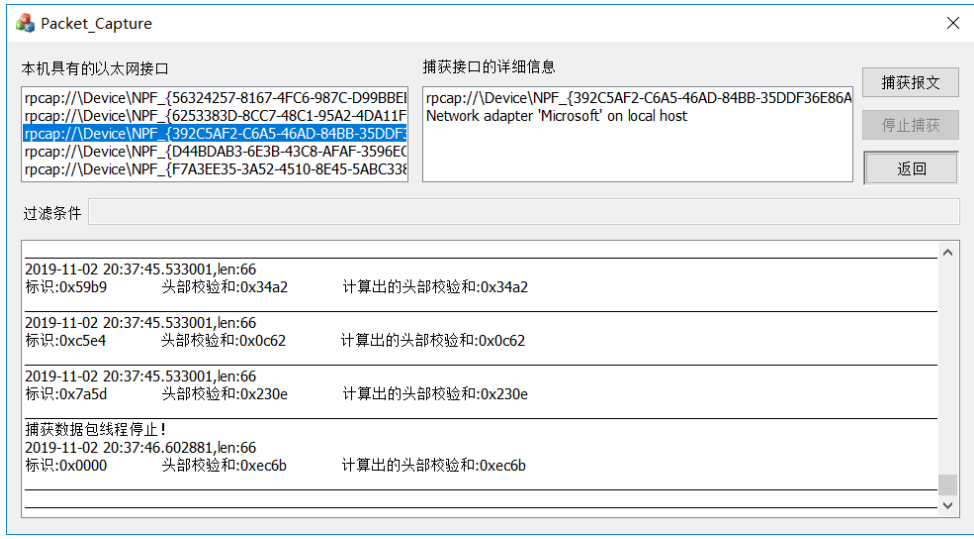 Packet_Capture
本机具有的以太网接口
rpcap://\Device\NPF_{56324257-8167-4FC6-987C-D99BBE
rpcap://\Device\NPF_{6253383D-8CC7-48C1-95A2-4DA11F
rpcap://\Device\NPF_{392C5AF2-C6A5-46AD-84BB-35DDF3
rpcap://\Device\NPF_{D44BDAB3-6E3B-43C8-AFAF-3596EC
rpcap://\Device\NPF_{F7A3EE35-3A52-4510-8E45-5ABC338
捕获接口的详细信息
rpcap://\Device\NPF_{392C5AF2-C6A5-46AD-84BB-35DDF36E86A
Network adapter 'Microsoft' on local host
捕获报文
停止捕获
返回
过滤条件
2019-11-02 20:37:45.533001,len:66
标识:0x59b9 头部校验和:0x34a2 计算出的头部校验和:0x34a2
2019-11-02 20:37:45.533001,len:66
标识:0xc5e4 头部校验和:0x0c62 计算出的头部校验和:0x0c62
2019-11-02 20:37:45.533001,len:66
标识:0x7a5d 头部校验和:0x230e 计算出的头部校验和:0x230e
捕获数据包线程停止!
2019-11-02 20:37:46.602881,len:66
标识:0x0000 头部校验和:0xec6b 计算出的头部校验和:0xec6b